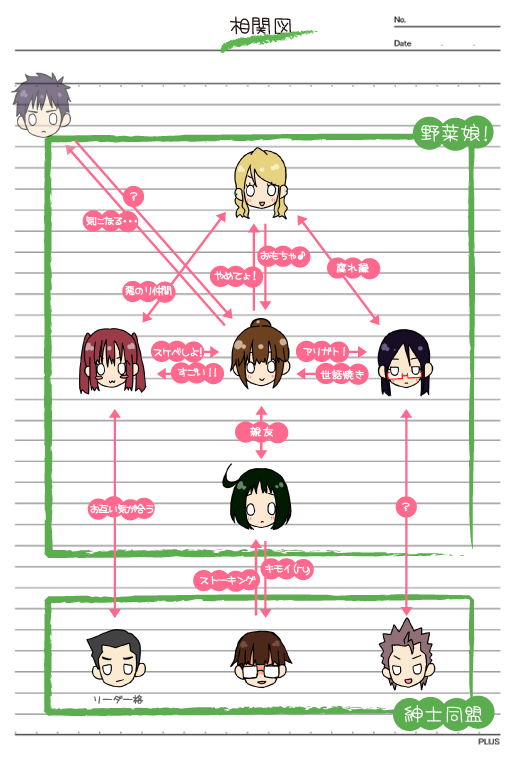 相関図
No.
Date
野菜娘!
?
気になる・・・
おもちゃ♪
やめてよ!
腐れ縁
悪のり仲間
スケベしよ!
すごい!!
アリガト!
世話焼き
親友
お互い気が合う
?
キモイ(ry
ストーキング
リーダー格
紳士同盟
PLUS